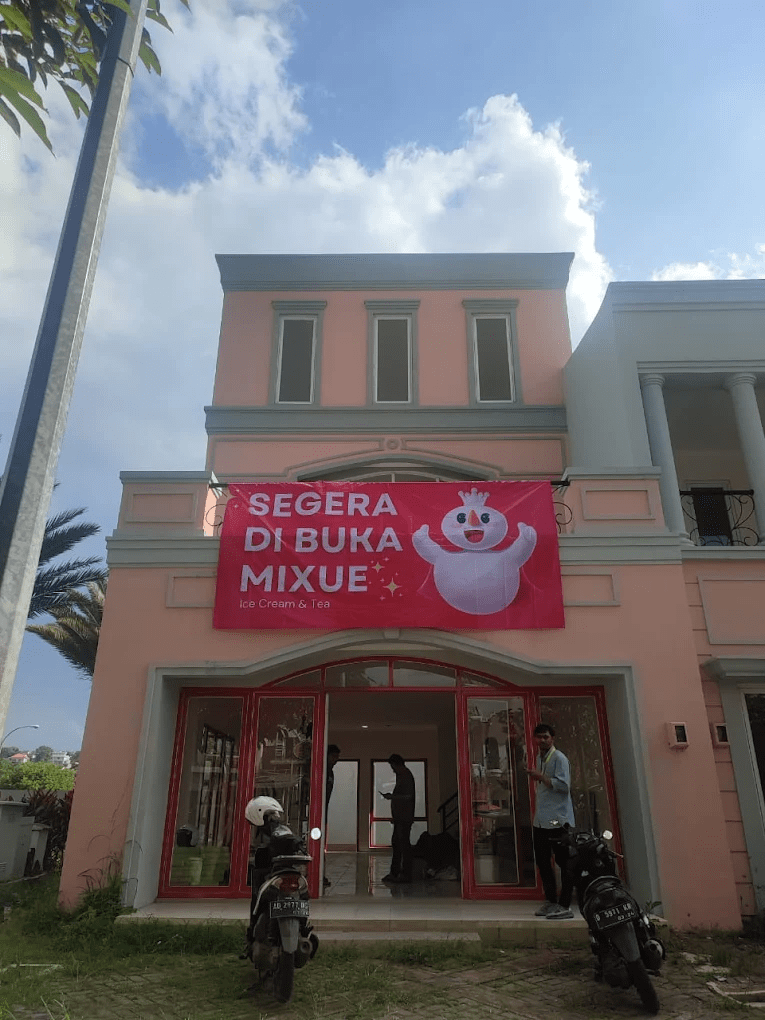 SEGERA
DI BUKA
MIXUE
Ice Cream & Tea